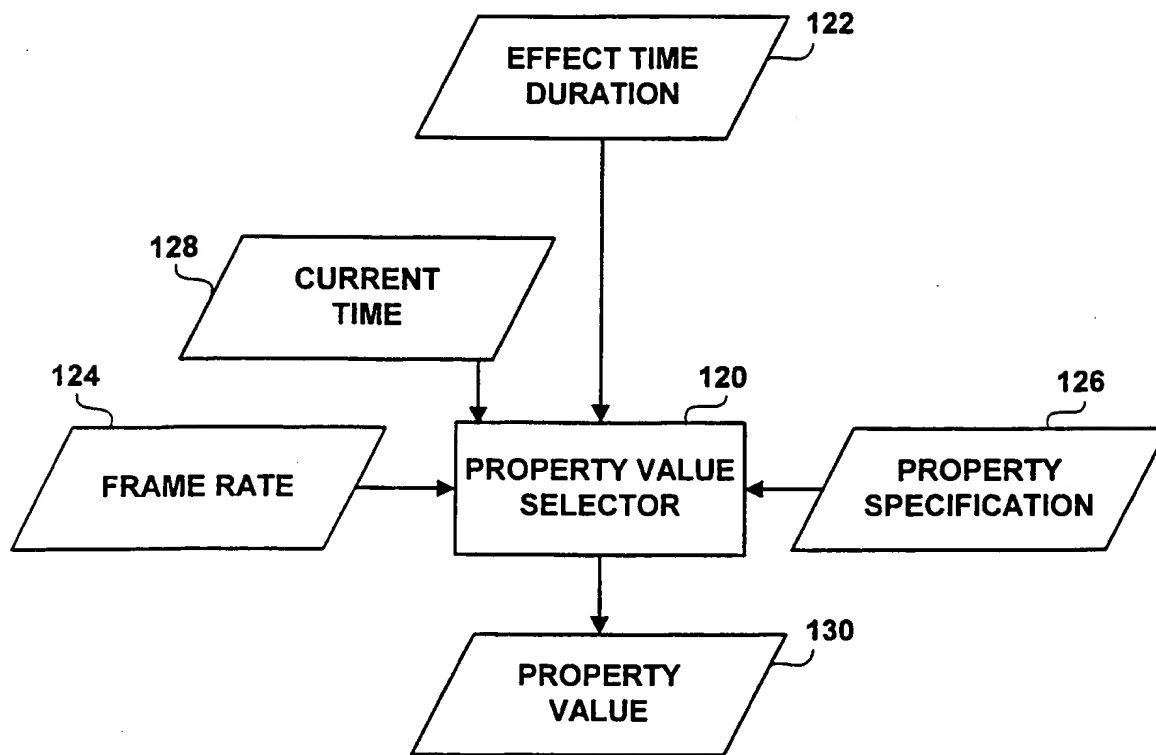 122
EFFECT TIME
DURATION
128
CURRENT
TIME
124
FRAME RATE
120
PROPERTY VALUE
SELECTOR
126
PROPERTY
SPECIFICATION
130
PROPERTY
VALUE